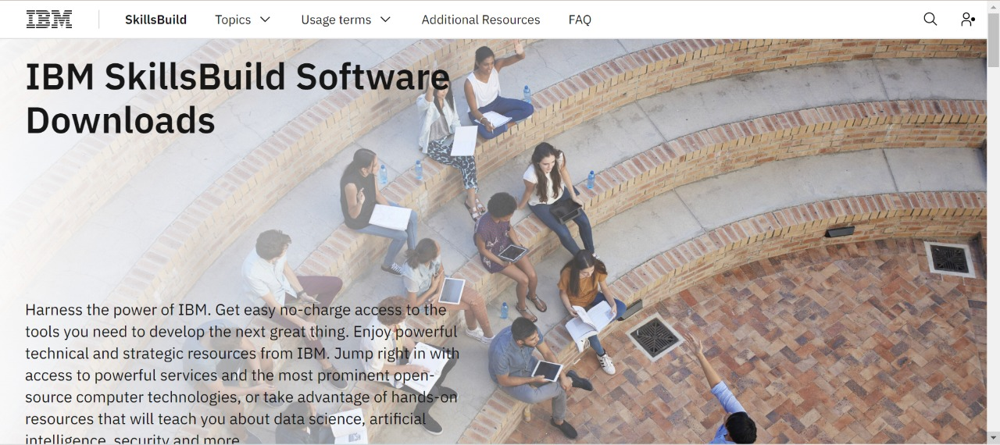 IBM
SkillsBuild
Topics
Usage terms
Additional Resources
FAQ
IBM SkillsBuild Software
Downloads
Harness the power of IBM. Get easy no-charge access to the
tools you need to develop the next great thing. Enjoy powerful
technical and strategic resources from IBM. Jump right in with
access to powerful services and the most prominent open-
source computer technologies, or take advantage of hands-on
resources that will teach you about data science, artificial
intelligence, security and more.